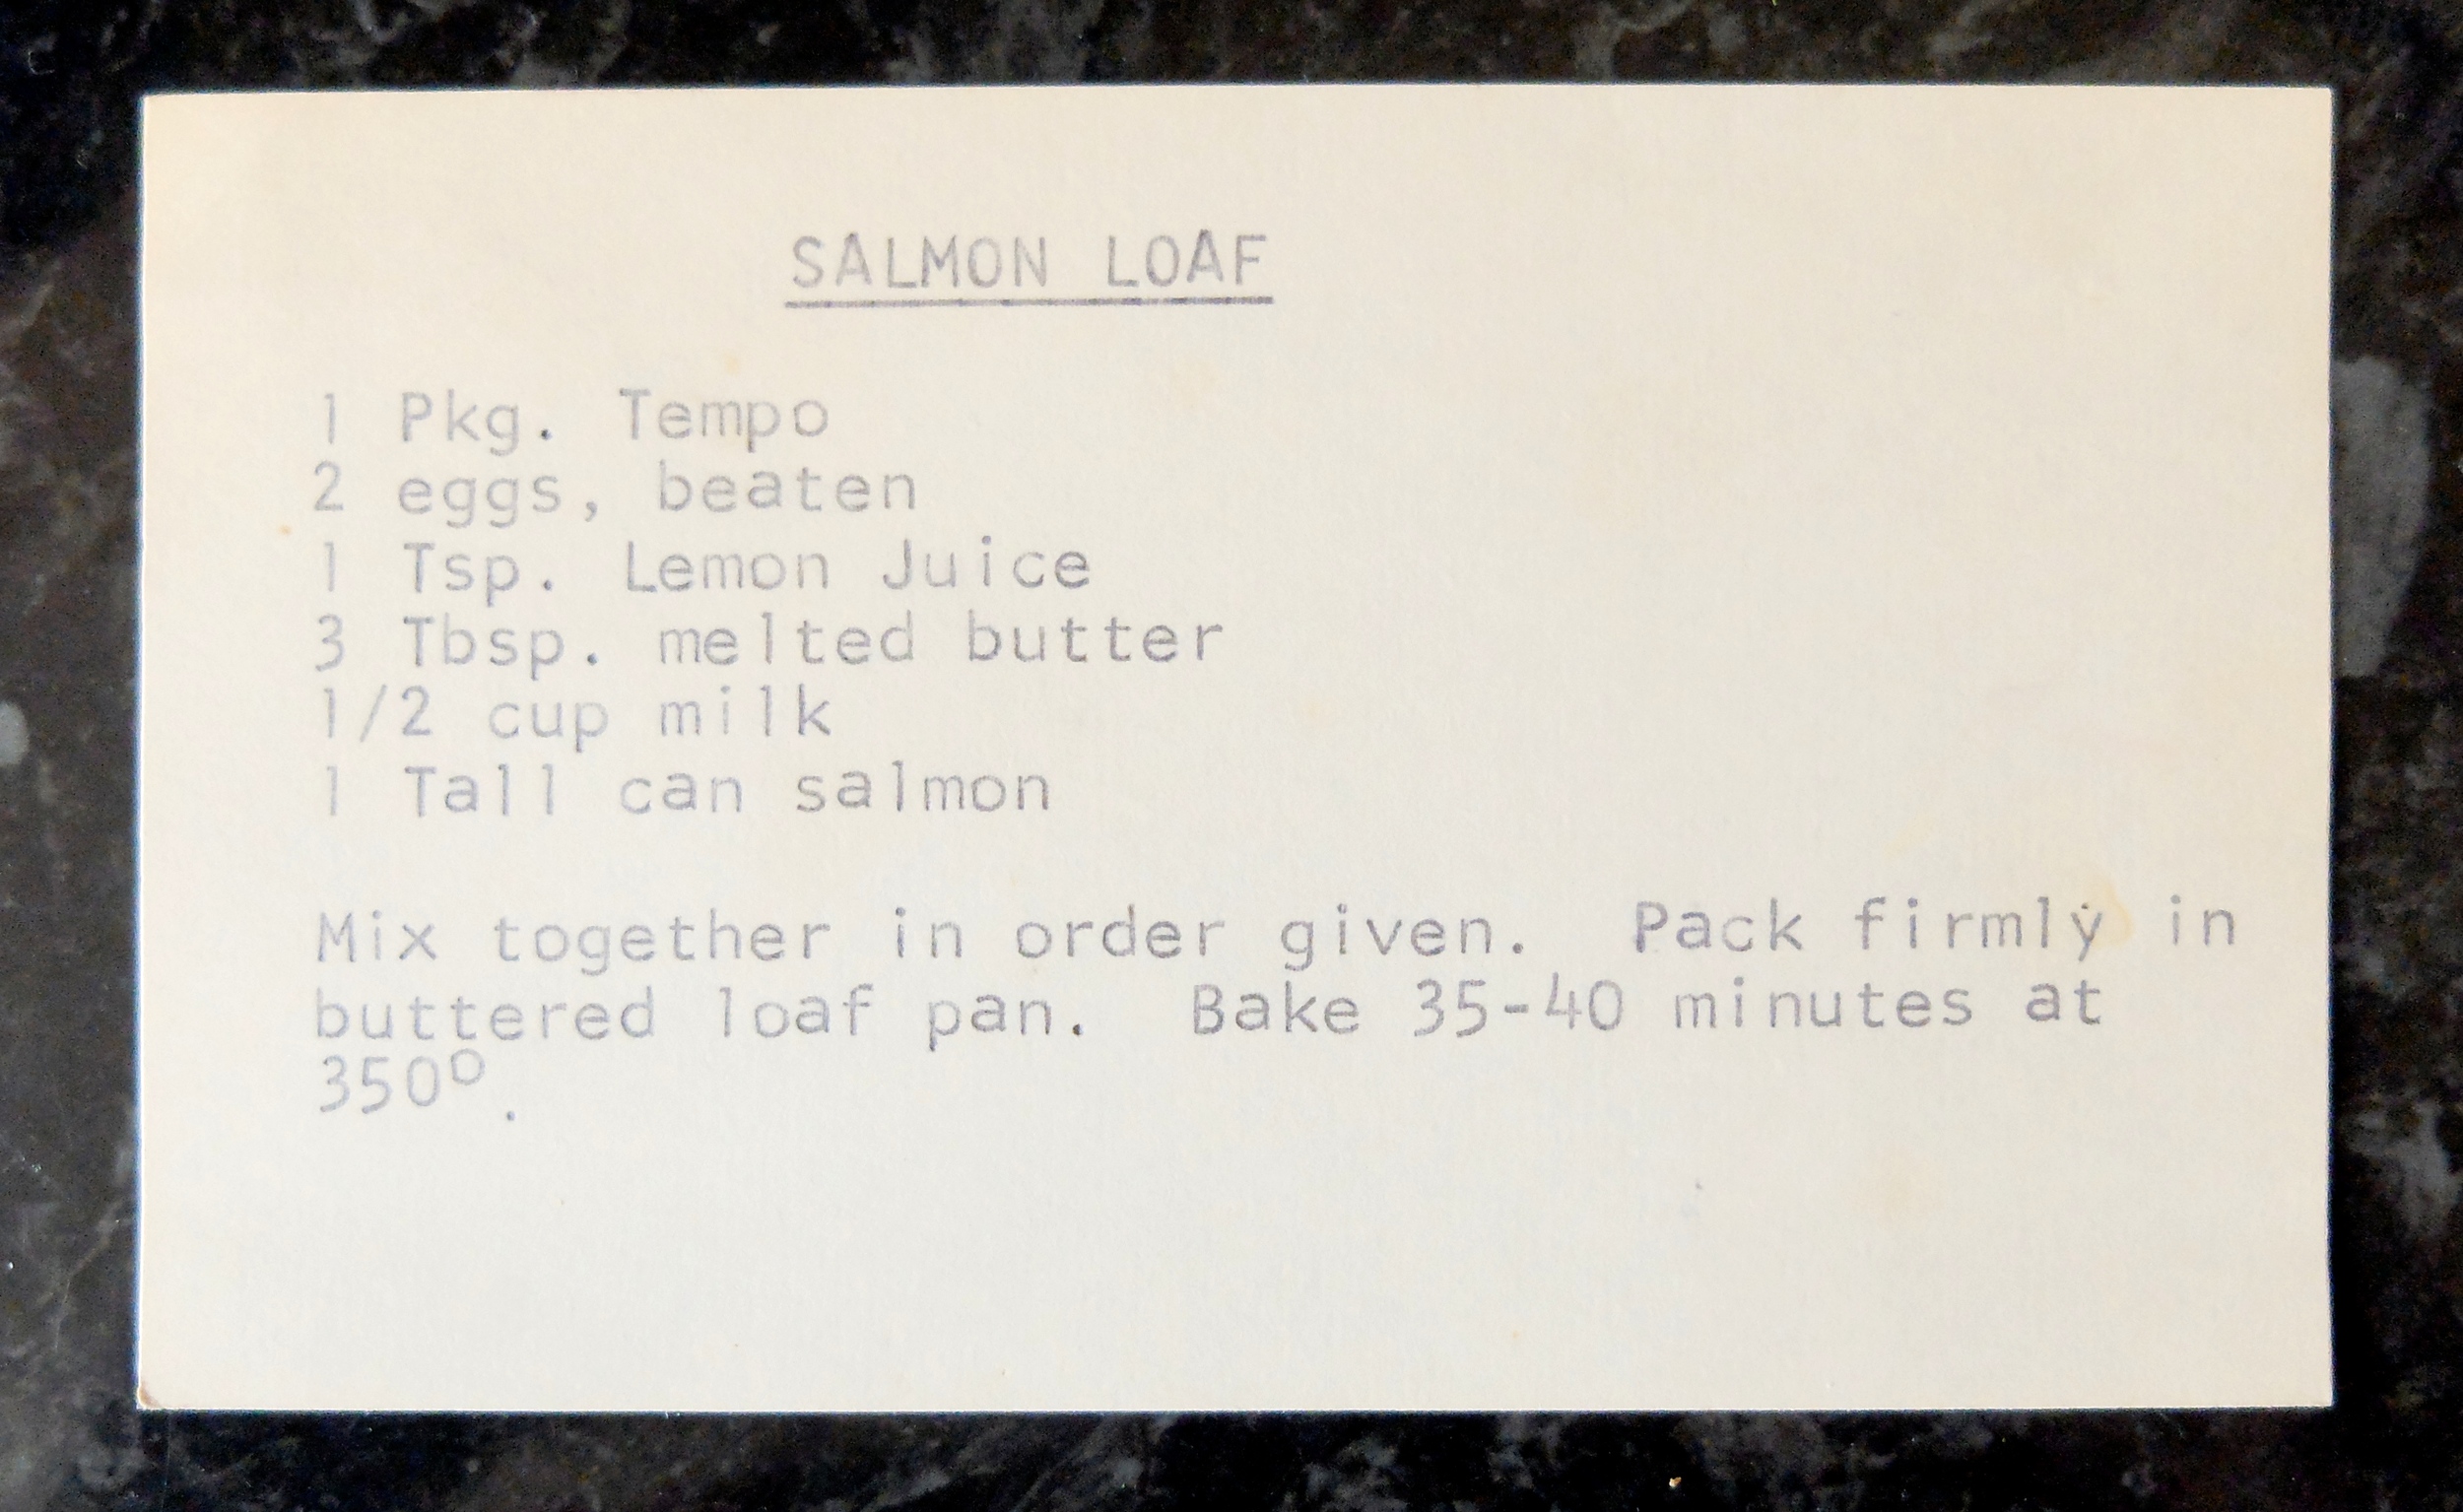 SALMON LOAF
1 Pkg. Tempo
2 eggs, beaten
1 Tsp. Lemon Juice
3 Tbsp. melted butter
1/2 cup milk
1 Tall can salmon
Mix together in order given. Pack firmly in
buttered loaf pan. Bake 35-40 minutes at
350º.